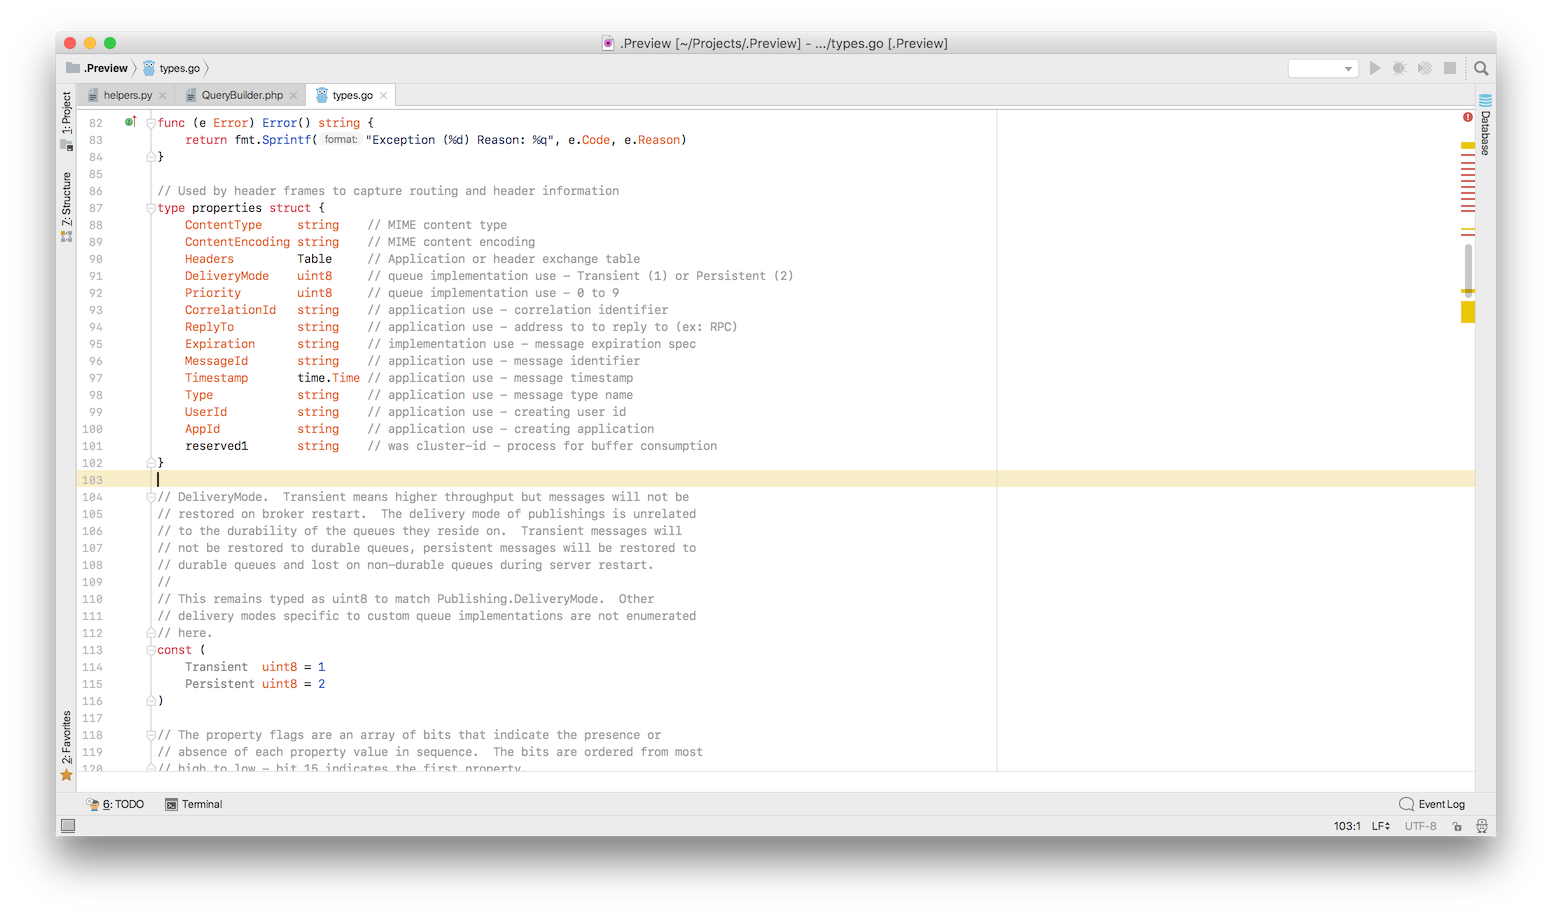 .Preview [~/Projects/.Preview] - .../types.go [.Preview]
.Preview types.go
helpers.py QueryBuilder.php types.go
1: Project
Z: Structure
2: Favorites
Database
82 func (e Error) Error() string {
83 return fmt.Sprintf( format: "Exception (%d) Reason: %q", e.Code, e.Reason)
84 }
85
86 // Used by header frames to capture routing and header information
87 type properties struct {
88 ContentType string // MIME content type
89 ContentEncoding string // MIME content encoding
90 Headers Table // Application or header exchange table
91 DeliveryMode uint8 // queue implementation use - Transient (1) or Persistent (2)
92 Priority uint8 // queue implementation use - 0 to 9
93 CorrelationId string // application use - correlation identifier
94 ReplyTo string // application use - address to to reply to (ex: RPC)
95 Expiration string // implementation use - message expiration spec
96 MessageId string // application use - message identifier
97 Timestamp time.Time // application use - message timestamp
98 Type string // application use - message type name
99 UserId string // application use - creating user id
100 AppId string // application use - creating application
101 reserved1 string // was cluster-id - process for buffer consumption
102 }
103
104 // DeliveryMode.  Transient means higher throughput but messages will not be
105 // restored on broker restart.  The delivery mode of publishings is unrelated
106 // to the durability of the queues they reside on.  Transient messages will
107 // not be restored to durable queues, persistent messages will be restored to
108 // durable queues and lost on non-durable queues during server restart.
109 //
110 // This remains typed as uint8 to match Publishing.DeliveryMode.  Other
111 // delivery modes specific to custom queue implementations are not enumerated
112 // here.
113 const (
114 Transient uint8 = 1
115 Persistent uint8 = 2
116 )
117
118 // The property flags are an array of bits that indicate the presence or
119 // absence of each property value in sequence.  The bits are ordered from most
120 // high to low - bit 15 indicates the first property.
6: TODO Terminal Event Log
103:1 LF UTF-8